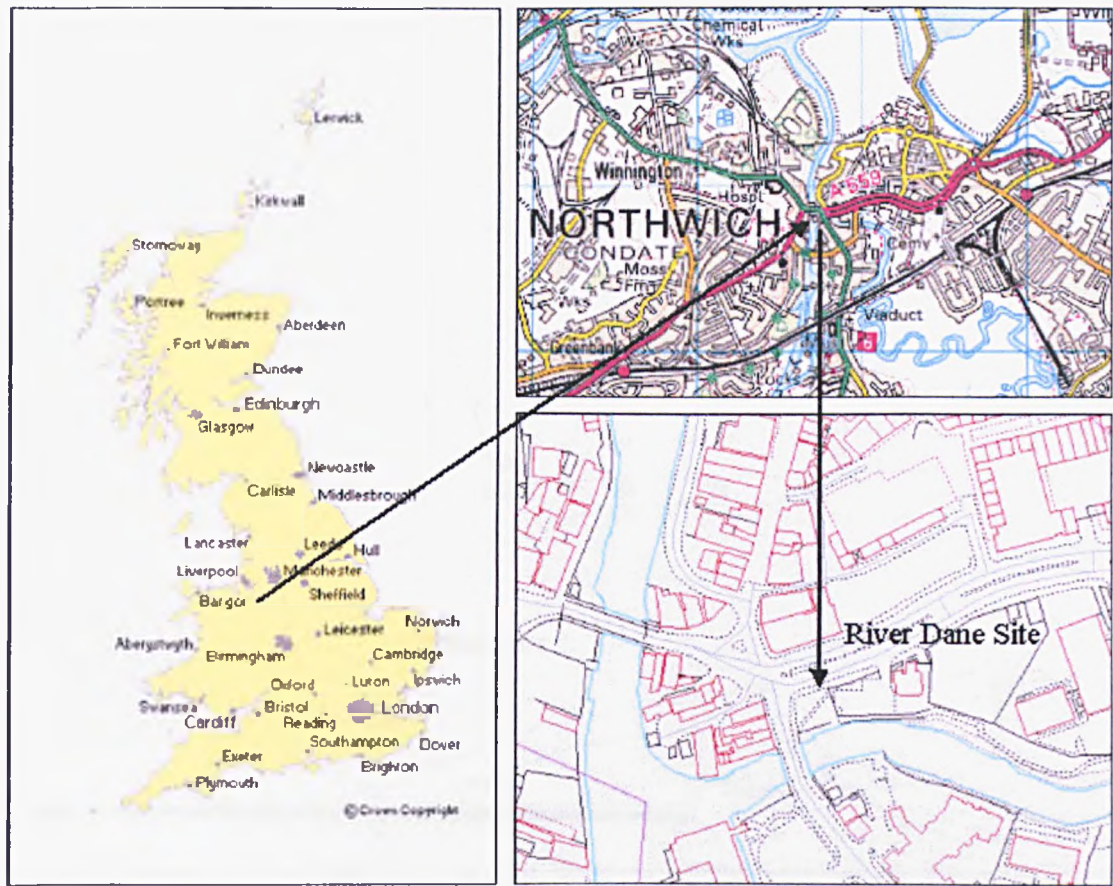 Lerwick
Kirkwall
Stornoway
Portree
Inverness
Aberdeen
Fort William
Dundee
Edinburgh
Glasgow
Newcastle
Carlisle
Middlesbrough
Lancaster
Leeds
Hull
Liverpool
Manchester
Bangor
Sheffield
Leicester
Norwich
Aberystwyth
Birmingham
Cambridge
Ipswich
Oxford
Luton
Swansea
Cardiff
Bristol
Reading
London
Southampton
Dover
Exeter
Brighton
Plymouth
© Crown Copyright
Chemical
Wks
Weir
Winnington
Hospl
A 559
NORTHWICH
CONDATE
Moss
Fm
Cemy
Wks
Viaduct
Greenbank
Locks
River Dane Site